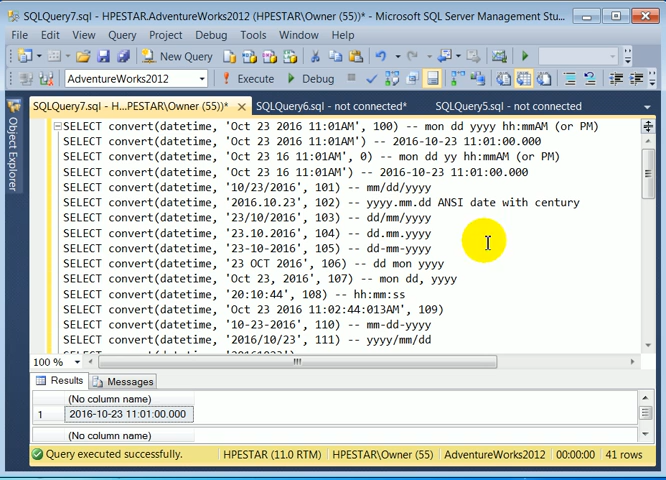 SQLQuery7.sql - HPESTAR.AdventureWorks2012 (HPESTAR\Owner (55))* - Microsoft SQL Server Management Stu...
File Edit View Query Project Debug Tools Window Help
New Query
AdventureWorks2012 Execute Debug
SQLQuery7.sql - H...PESTAR\Owner (55))* SQLQuery6.sql - not connected* SQLQuery5.sql - not connected
Object Explorer
SELECT convert(datetime, 'Oct 23 2016 11:01AM', 100) -- mon dd yyyy hh:mmAM (or PM)
SELECT convert(datetime, 'Oct 23 2016 11:01AM') -- 2016-10-23 11:01:00.000
SELECT convert(datetime, 'Oct 23 16 11:01AM', 0) -- mon dd yy hh:mmAM (or PM)
SELECT convert(datetime, 'Oct 23 16 11:01AM') -- 2016-10-23 11:01:00.000
SELECT convert(datetime, '10/23/2016', 101) -- mm/dd/yyyy
SELECT convert(datetime, '2016.10.23', 102) -- yyyy.mm.dd ANSI date with century
SELECT convert(datetime, '23/10/2016', 103) -- dd/mm/yyyy
SELECT convert(datetime, '23.10.2016', 104) -- dd.mm.yyyy
SELECT convert(datetime, '23-10-2016', 105) -- dd-mm-yyyy
SELECT convert(datetime, '23 OCT 2016', 106) -- dd mon yyyy
SELECT convert(datetime, 'Oct 23, 2016', 107) -- mon dd, yyyy
SELECT convert(datetime, '20:10:44', 108) -- hh:mm:ss
SELECT convert(datetime, 'Oct 23 2016 11:02:44:013AM', 109)
SELECT convert(datetime, '10-23-2016', 110) -- mm-dd-yyyy
SELECT convert(datetime, '2016/10/23', 111) -- yyyy/mm/dd
100 %
Results Messages
(No column name)
1 2016-10-23 11:01:00.000
(No column name)
Query executed successfully. HPESTAR (11.0 RTM) HPESTAR\Owner (55) AdventureWorks2012 00:00:00 41 rows